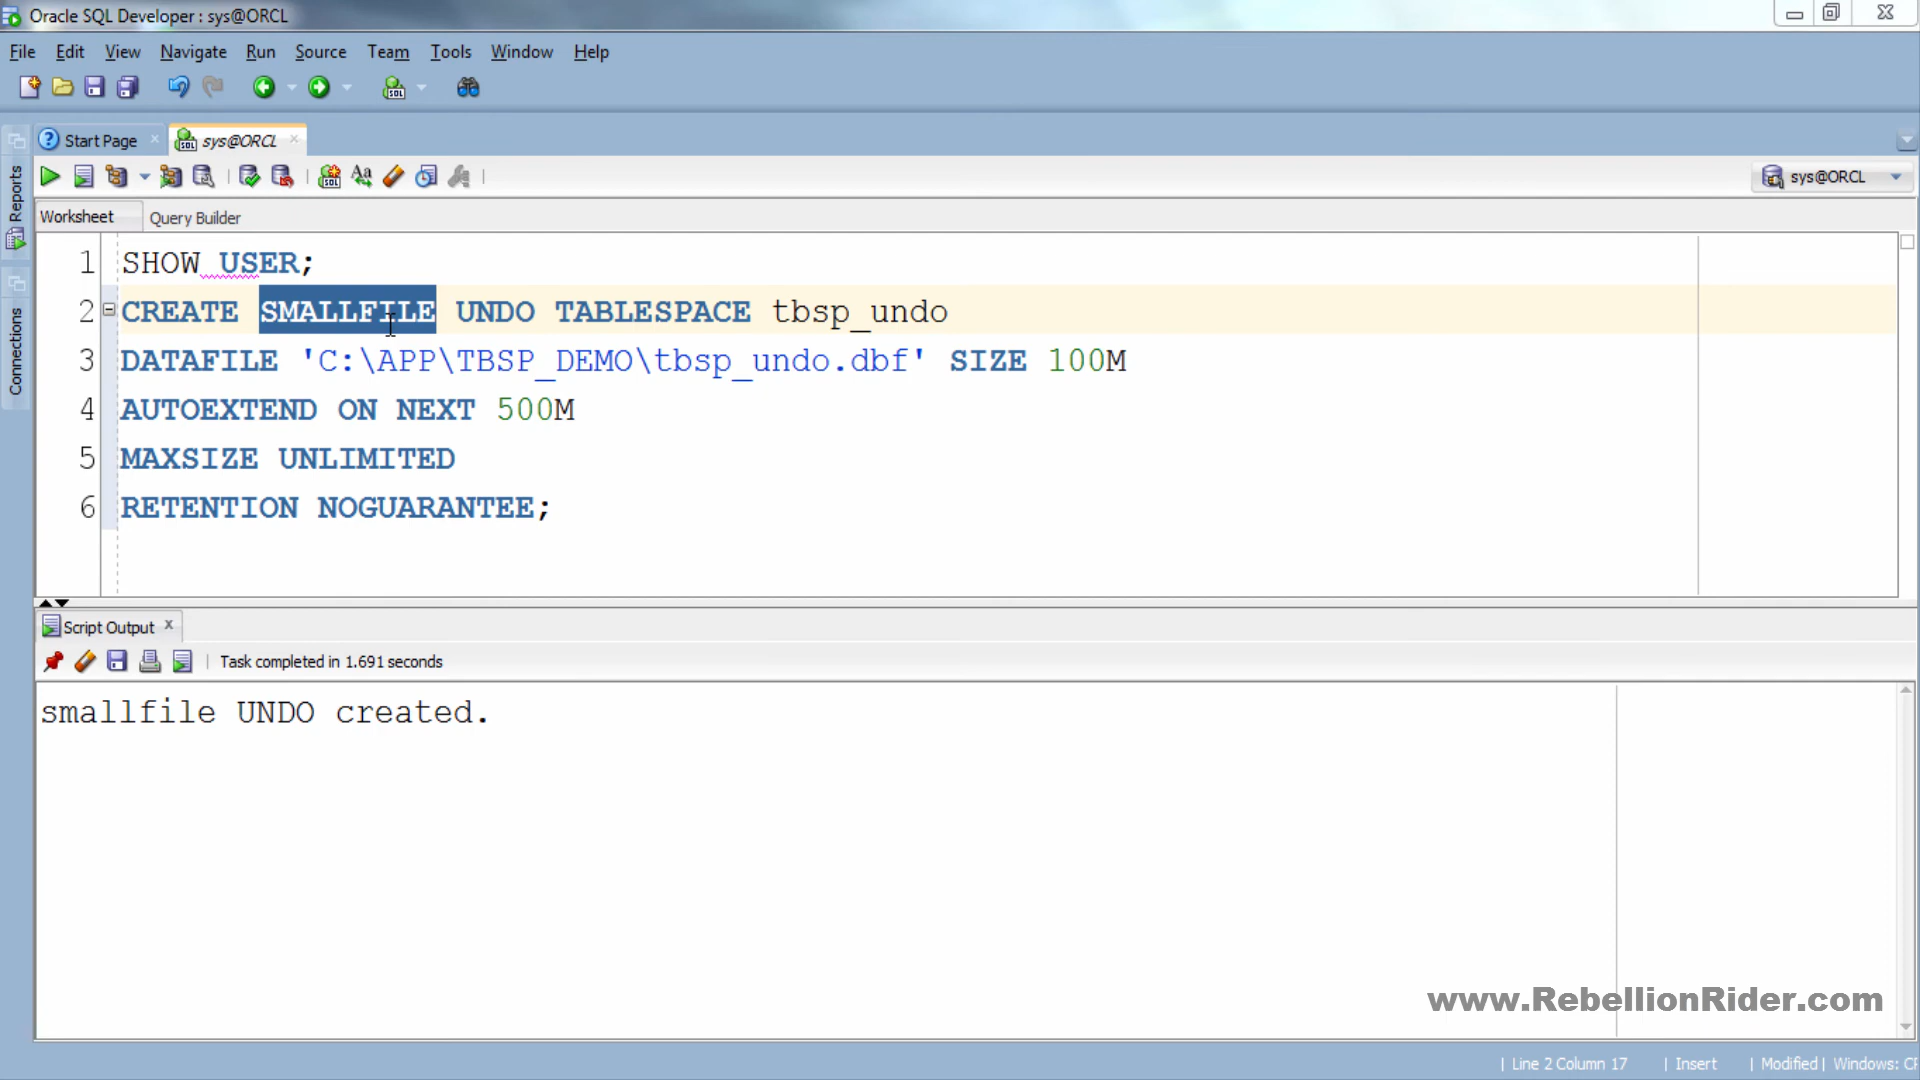 Oracle SQL Developer : sys@ORCL
File Edit View Navigate Run Source Team Tools Window Help
Start Page sys@ORCL
sys@ORCL
Reports
Connections
Worksheet Query Builder
1 SHOW USER;
2 CREATE SMALLFILE UNDO TABLESPACE tbsp_undo
3 DATAFILE 'C:\APP\TBSP_DEMO\tbsp_undo.dbf' SIZE 100M
4 AUTOEXTEND ON NEXT 500M
5 MAXSIZE UNLIMITED
6 RETENTION NOGUARANTEE;
Script Output
Task completed in 1.691 seconds
smallfile UNDO created.
www.RebellionRider.com
Line 2 Column 17 Insert Modified Windows: